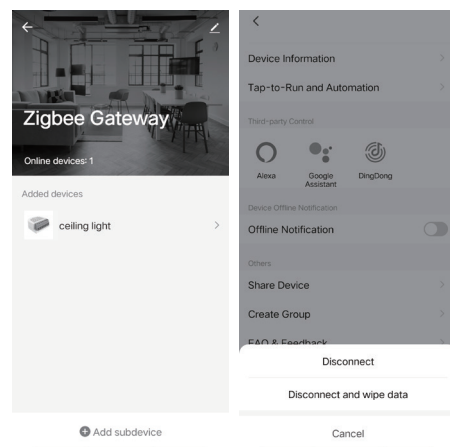 Zigbee Gateway
Online devices: 1
Added devices
ceiling light
Add subdevice
Device Information
Tap-to-Run and Automation
Third-party Control
Alexa
Google
Assistant
DingDong
Device Offline Notification
Offline Notification
Others
Share Device
Create Group
FAQ & Feedback
Disconnect
Disconnect and wipe data
Cancel